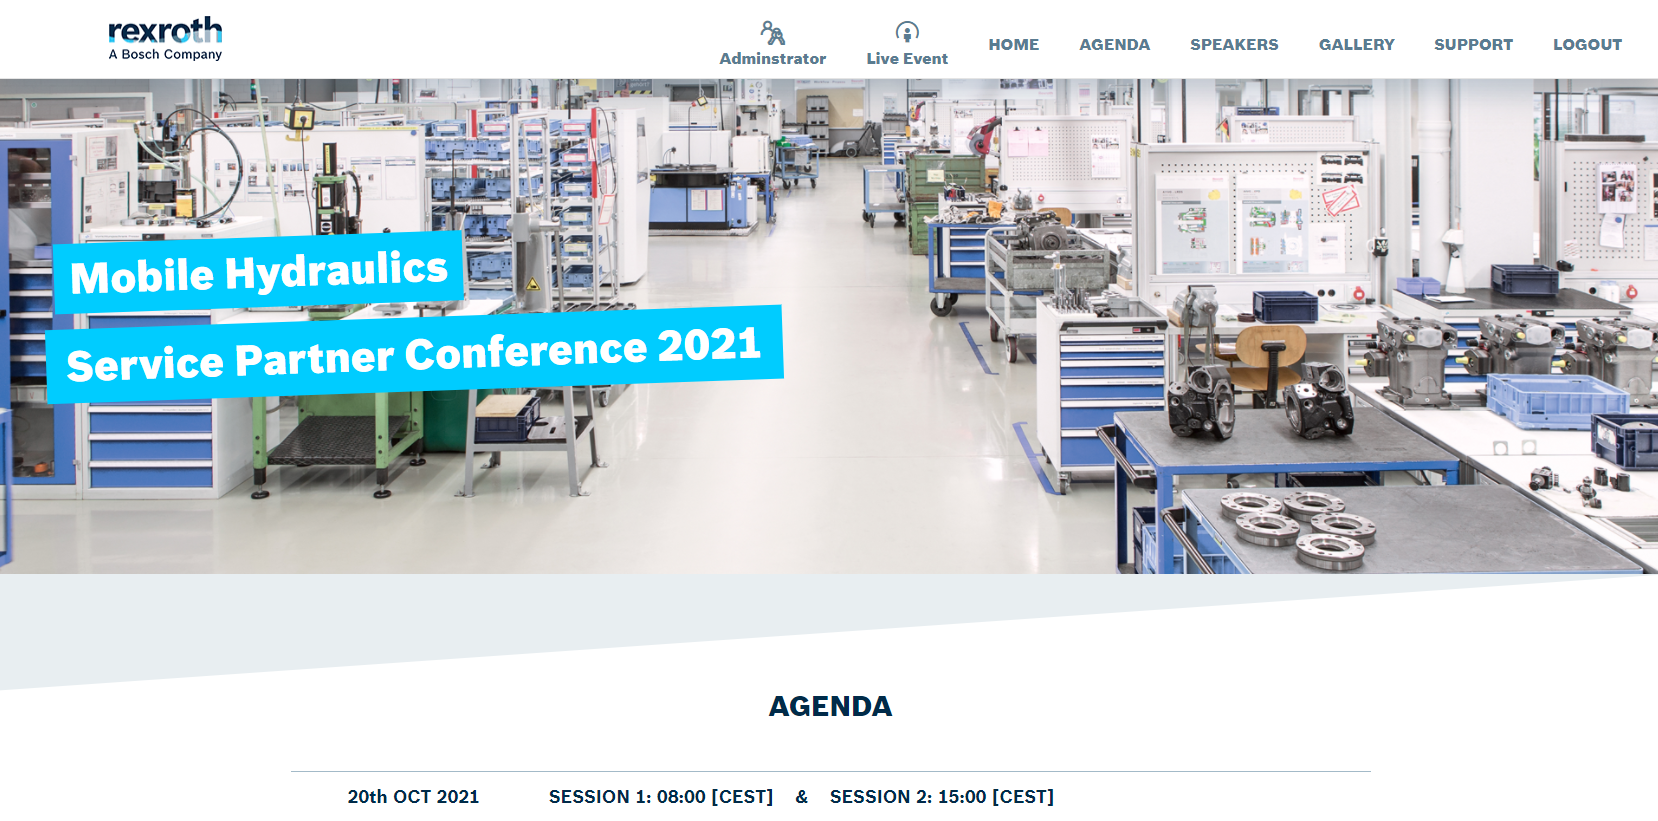 rexroth
A Bosch Company
Adminstrator
Live Event
HOME
AGENDA
SPEAKERS
GALLERY
SUPPORT
LOGOUT
Mobile Hydraulics
Service Partner Conference 2021
AGENDA
20th OCT 2021 SESSION 1: 08:00 [CEST] & SESSION 2: 15:00 [CEST]